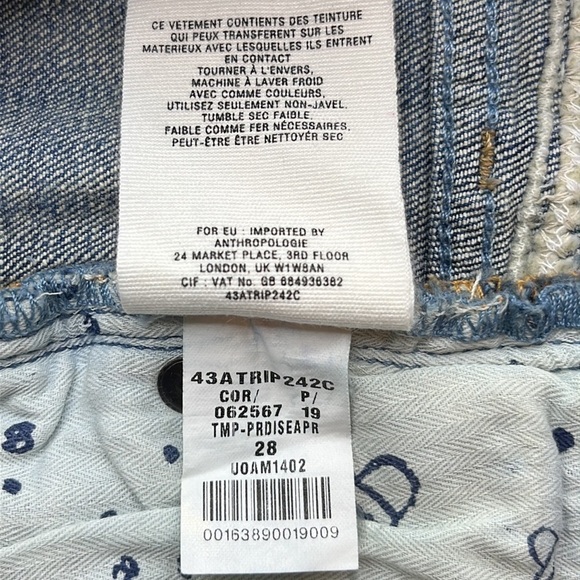 CE VETEMENT CONTIENTS DES TEINTURE
QUI PEUX TRANSFERENT SUR LES
MATERIEUX AVEC LESQUELLES ILS ENTRENT
EN CONTACT
TOURNER À L'ENVERS,
MACHINE À LAVER FROID
AVEC COMME COULEURS,
UTILISEZ SEULEMENT NON-JAVEL.
TUMBLE SEC FAIBLE,
FAIBLE COMME FER NÉCESSAIRES,
PEUT-ÊTRE ÊTRE NETTOYÉR SEC
FOR EU : IMPORTED BY
ANTHROPOLOGIE
24 MARKET PLACE, 3RD FLOOR
LONDON, UK W1W8AN
CIF : VAT No. GB 684936382
43ATRIP242C
43ATRIP242C
COR/ P/
062567 19
TMP-PRDISEAPR
28
UOAM1402
00163890019009